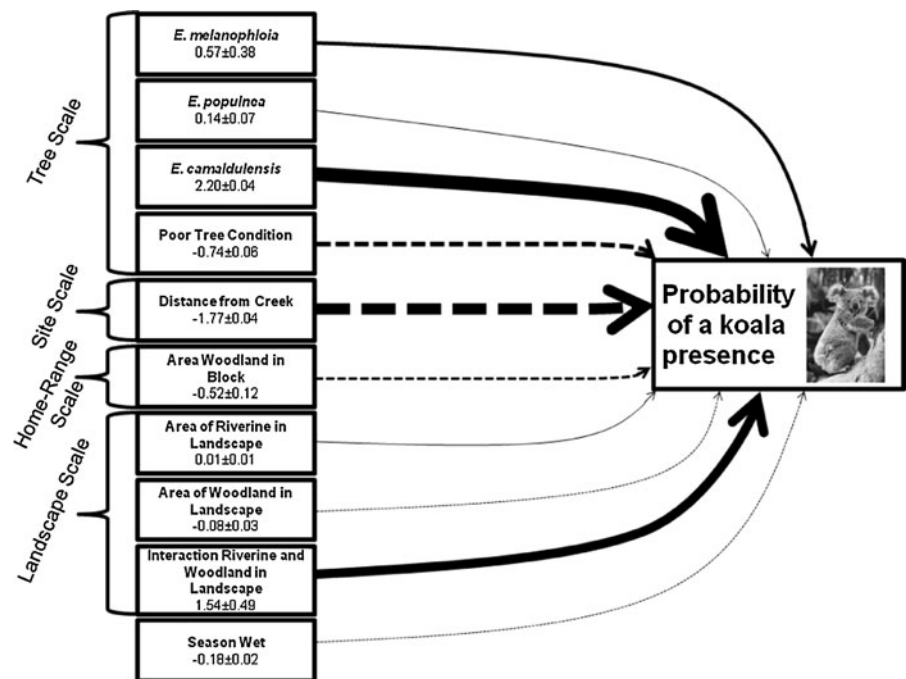 Tree Scale
E. melanophloia
0.57±0.38
E. populnea
0.14±0.07
E. camaldulensis
2.20±0.04
Poor Tree Condition
-0.74±0.06
Site Scale
Distance from Creek
-1.77±0.04
Home-Range
Scale
Area Woodland in
Block
-0.52±0.12
Landscape Scale
Area of Riverine in
Landscape
0.01±0.01
Area of Woodland in
Landscape
-0.08±0.03
Interaction Riverine and
Woodland in
Landscape
1.54±0.49
Season Wet
-0.18±0.02
Probability
of a koala
presence